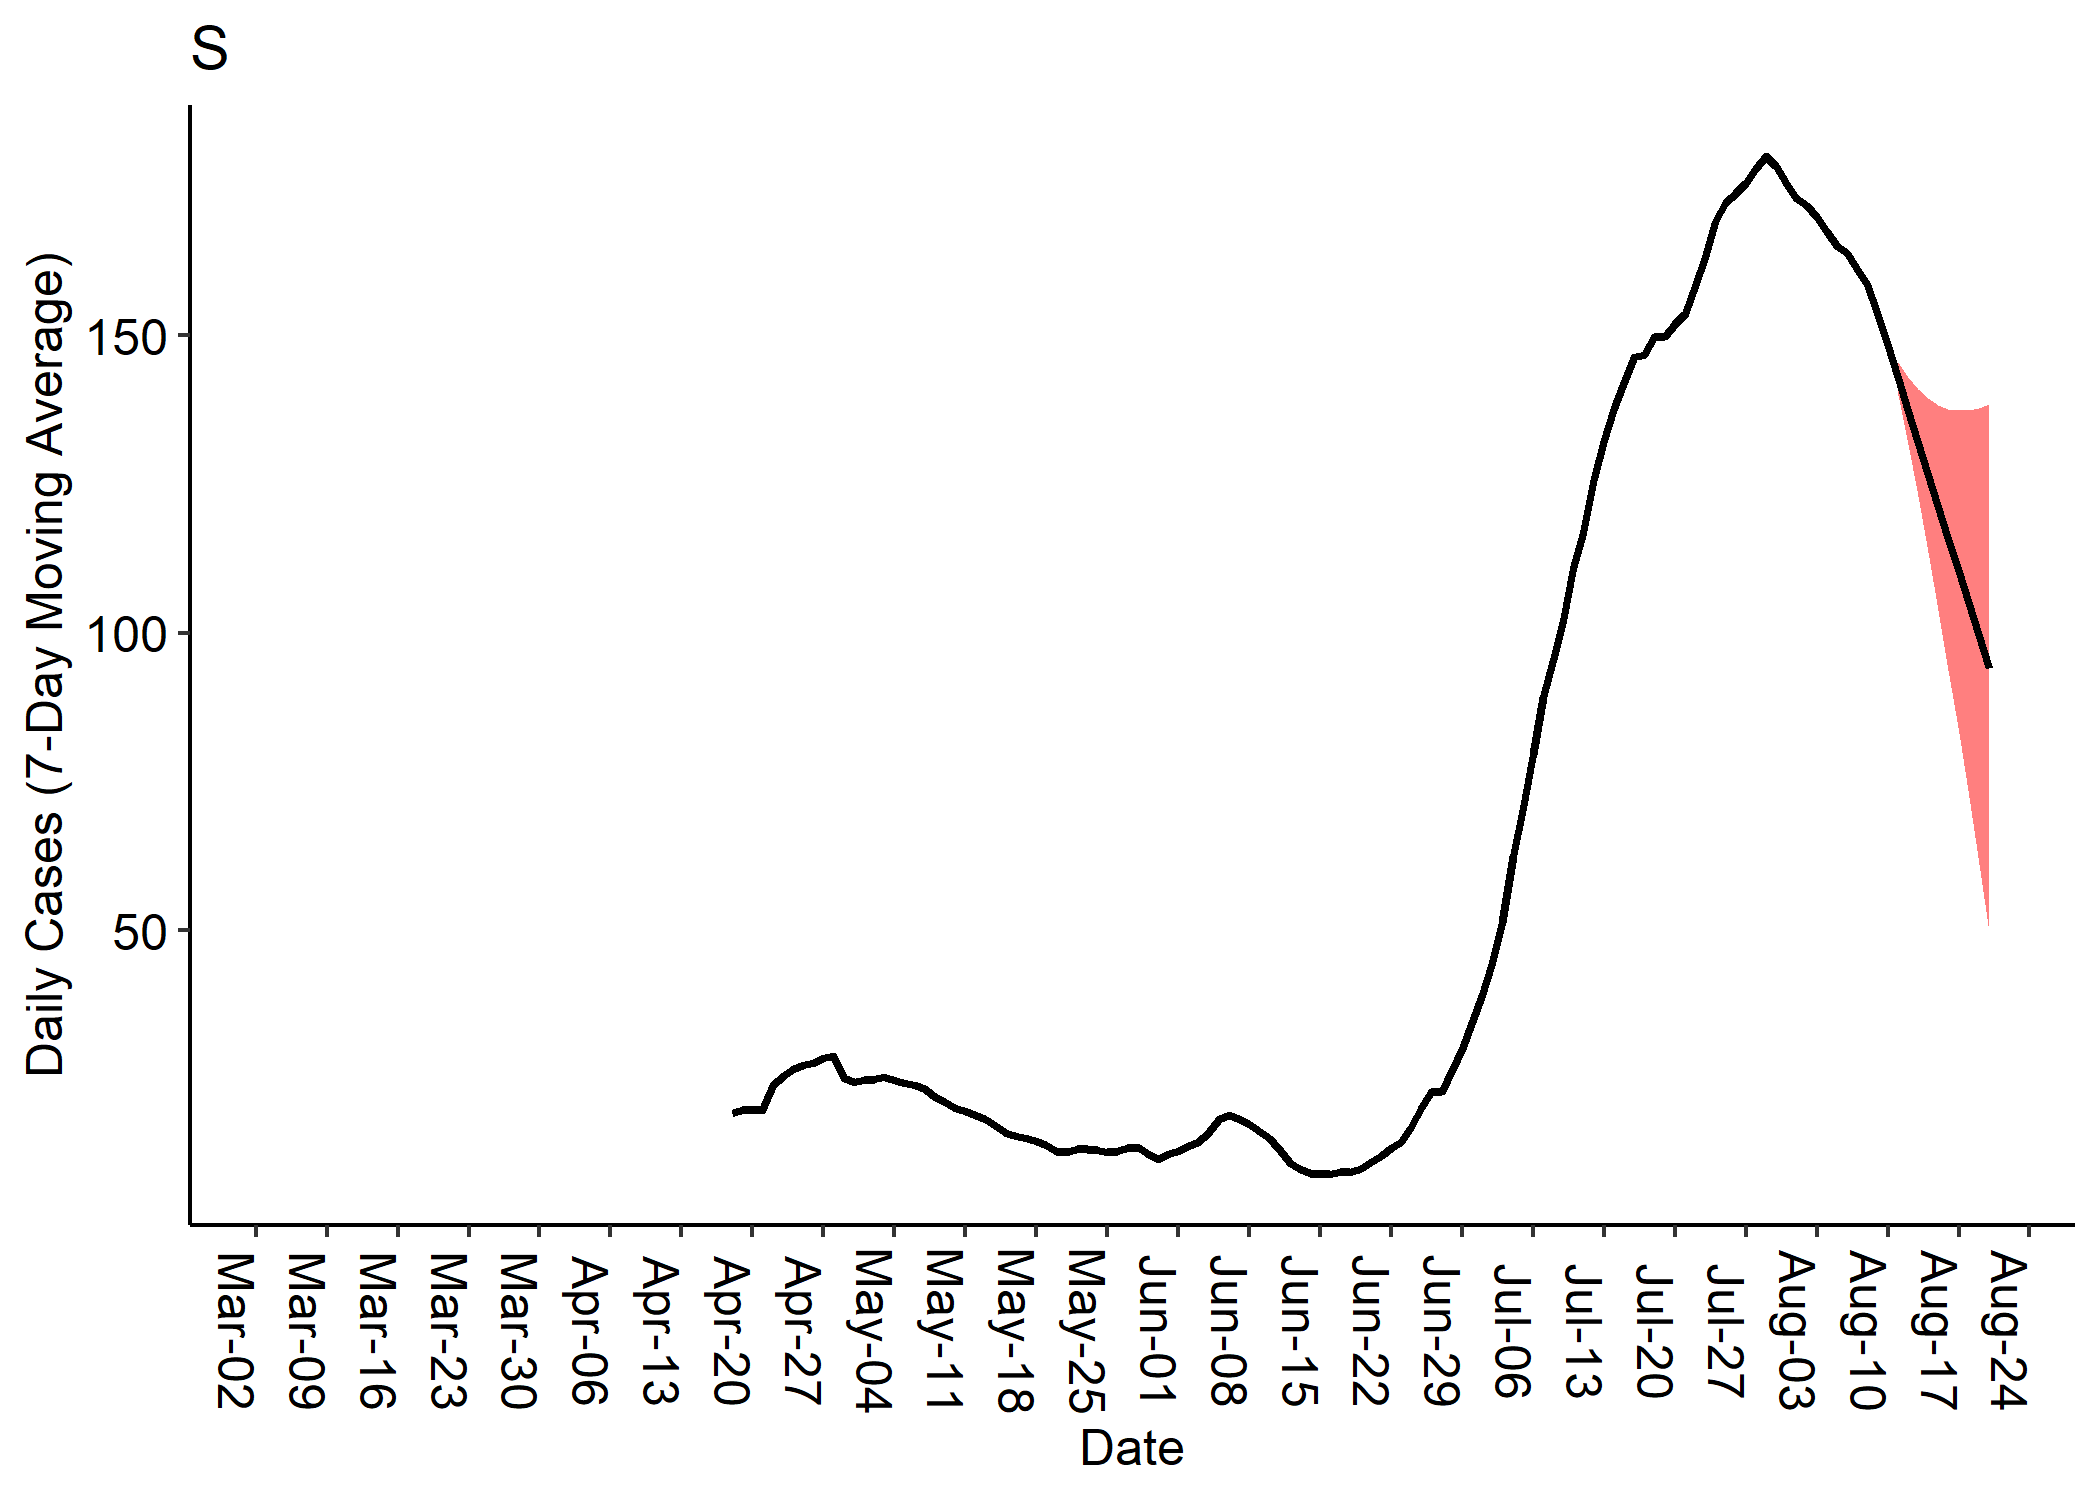 S
Daily Cases (7-Day Moving Average)
150
100
50
Mar-02
Mar-09
Mar-16
Mar-23
Mar-30
Apr-06
Apr-13
Apr-20
Apr-27
May-04
May-11
May-18
May-25
Jun-01
Jun-08
Jun-15
Jun-22
Jun-29
Jul-06
Jul-13
Jul-20
Jul-27
Aug-03
Aug-10
Aug-17
Aug-24
Date